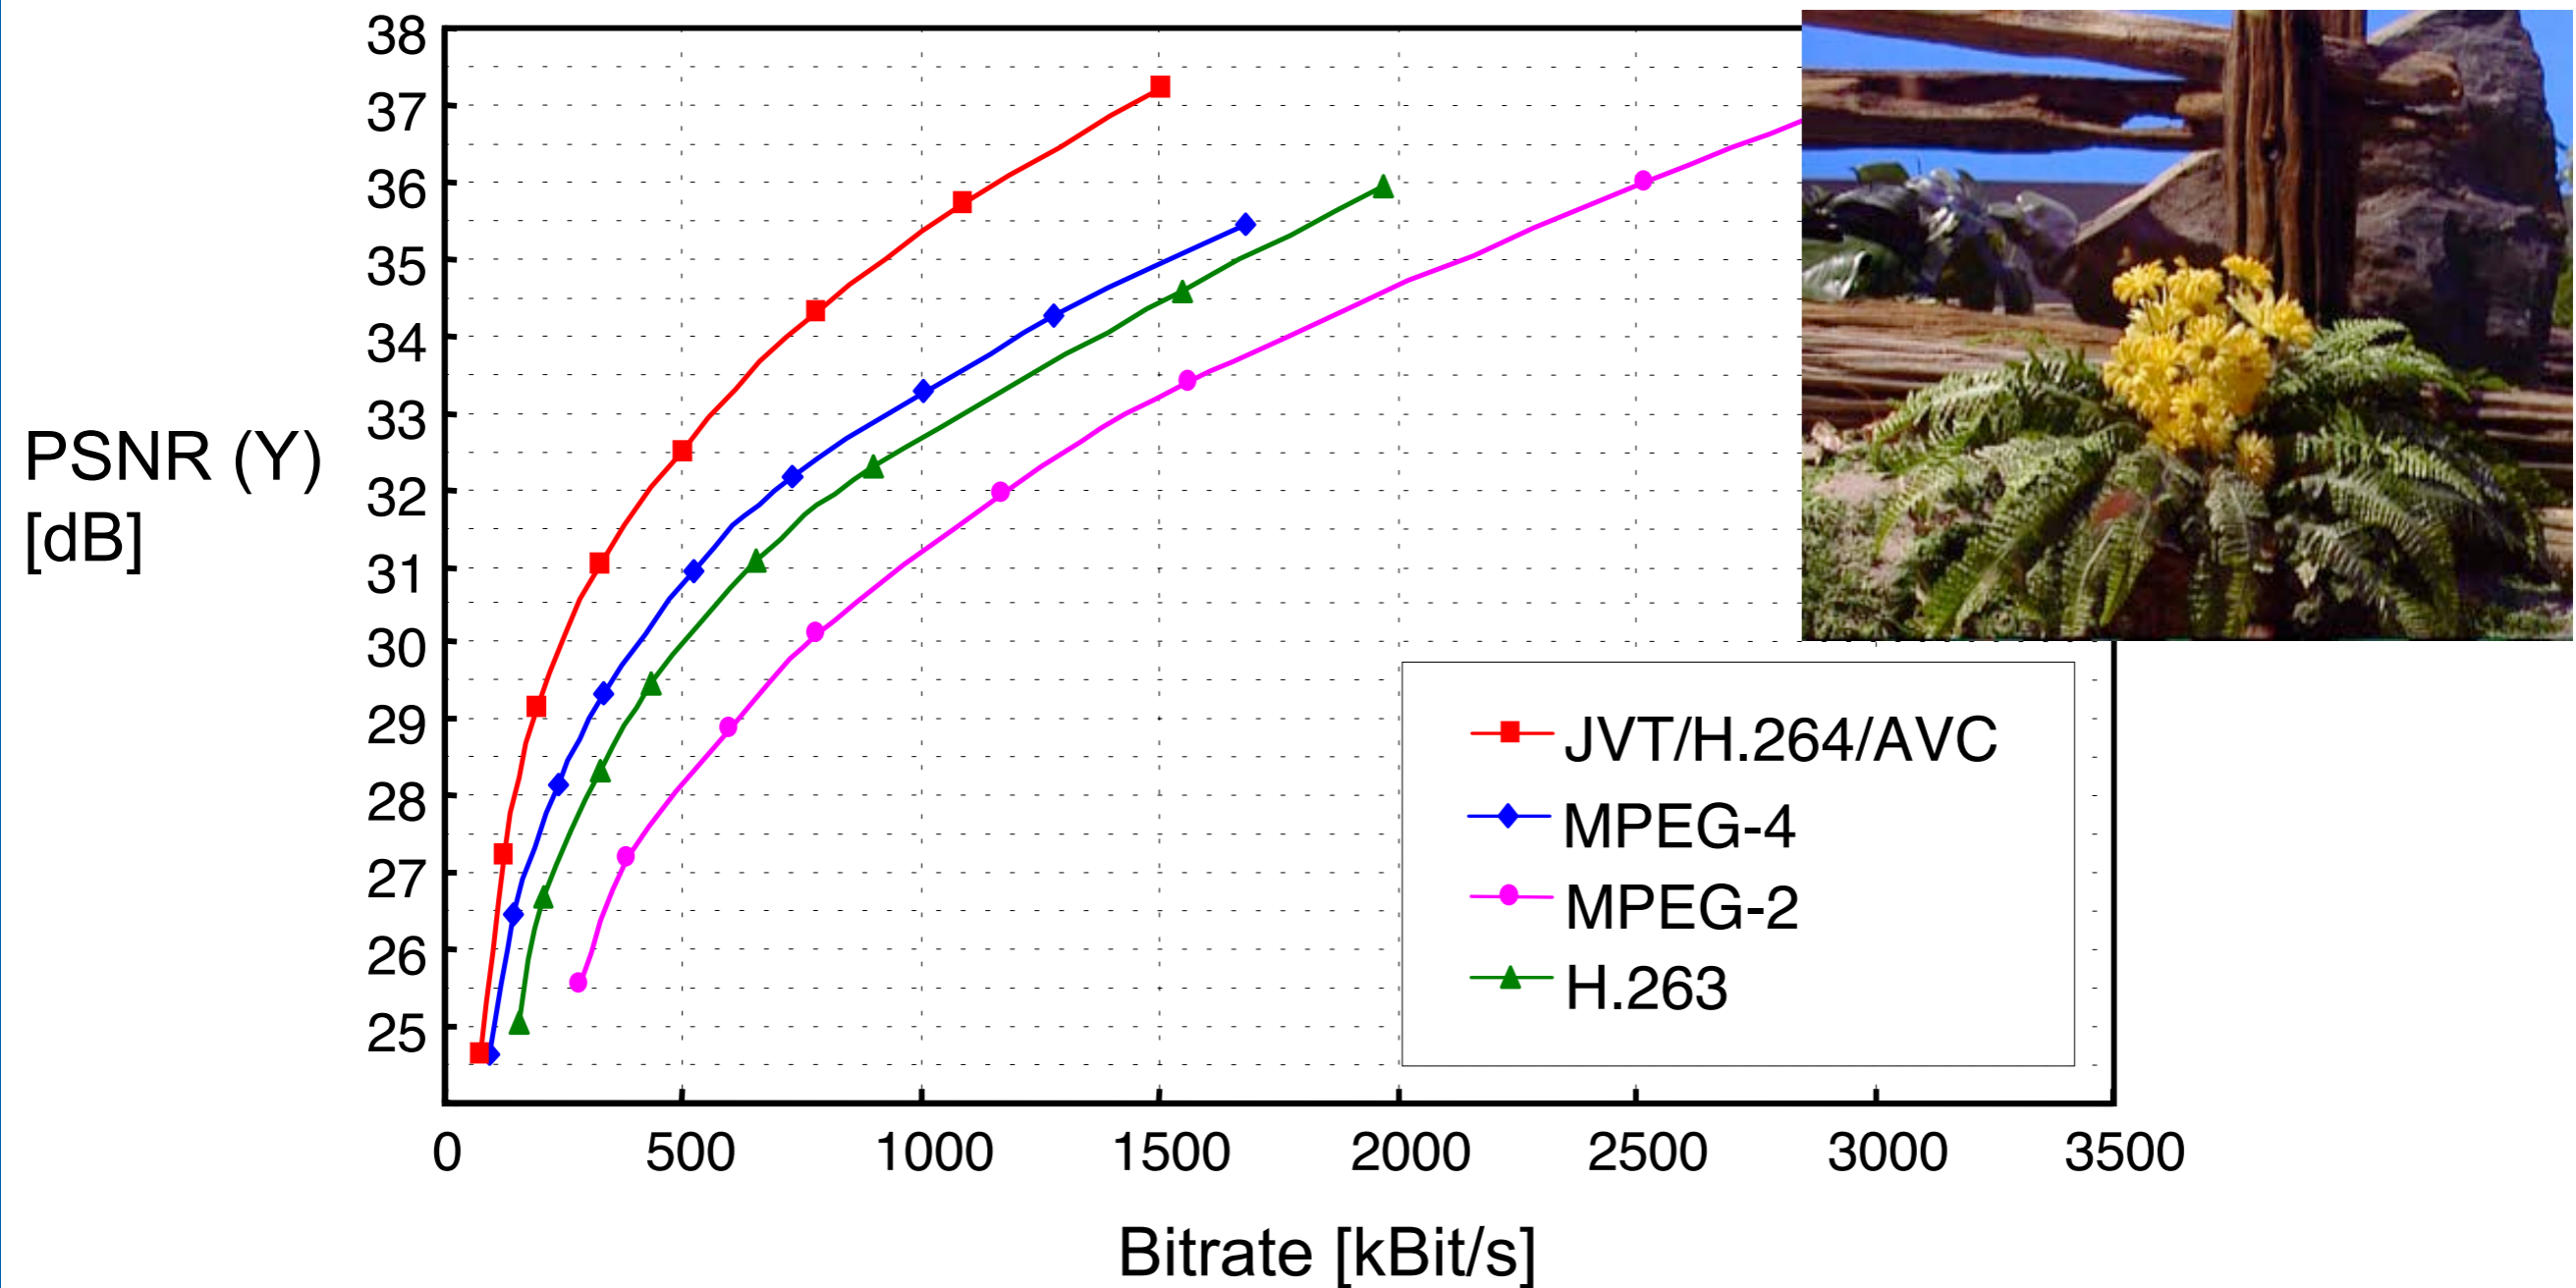 38
37
36
35
34
33
32
31
30
29
28
27
26
25
PSNR (Y)
[dB]
JVT/H.264/AVC
MPEG-4
MPEG-2
H.263
0 500 1000 1500 2000 2500 3000 3500
Bitrate [kBit/s]